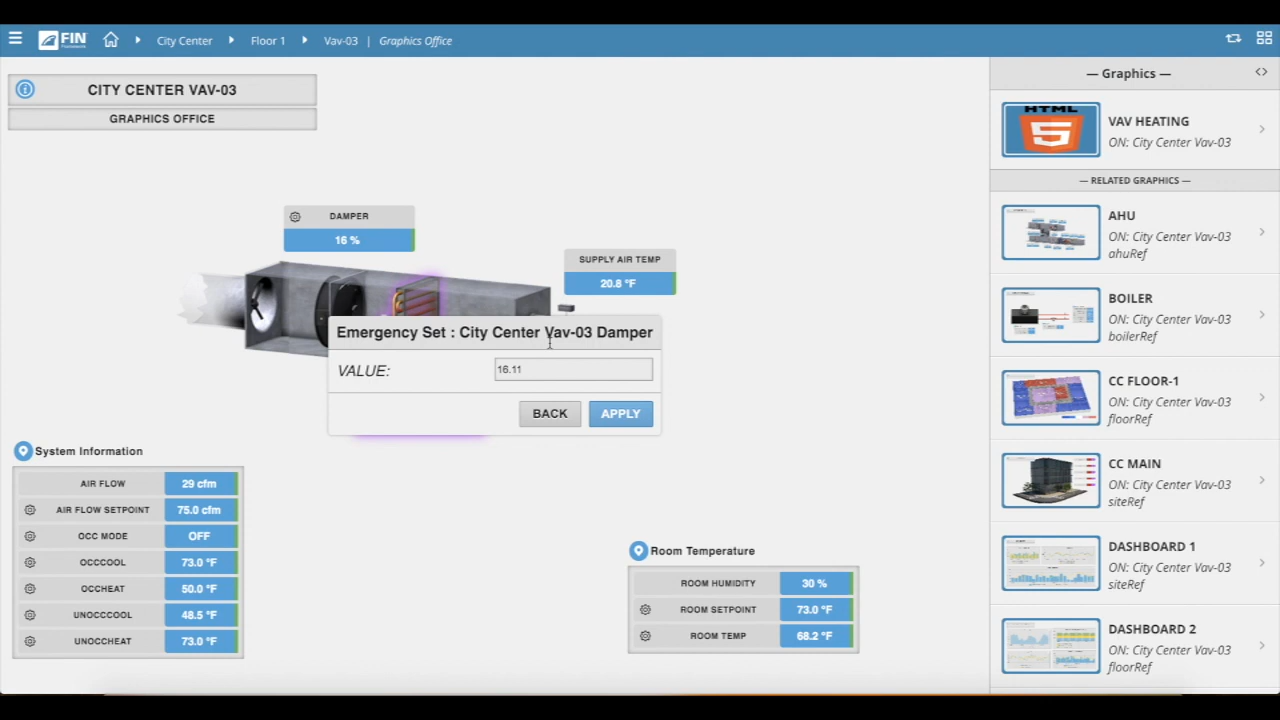 FIN
Framework
City Center
Floor 1
Vav-03 | Graphics Office
CITY CENTER VAV-03
GRAPHICS OFFICE
DAMPER
16 %
SUPPLY AIR TEMP
20.8 °F
Emergency Set : City Center Vav-03 Damper
VALUE: 16.11
BACK APPLY
System Information
AIR FLOW 29 cfm
AIR FLOW SETPOINT 75.0 cfm
OCC MODE OFF
OCCCOOL 73.0 °F
OCCHEAT 50.0 °F
UNOCCCOOL 48.5 °F
UNOCCHEAT 73.0 °F
Room Temperature
ROOM HUMIDITY 30 %
ROOM SETPOINT 73.0 °F
ROOM TEMP 68.2 °F
— Graphics —
HTML
5
VAV HEATING
ON: City Center Vav-03
— RELATED GRAPHICS —
AHU
ON: City Center Vav-03
ahuRef
BOILER
ON: City Center Vav-03
boilerRef
CC FLOOR-1
ON: City Center Vav-03
floorRef
CC MAIN
ON: City Center Vav-03
siteRef
DASHBOARD 1
ON: City Center Vav-03
siteRef
DASHBOARD 2
ON: City Center Vav-03
floorRef